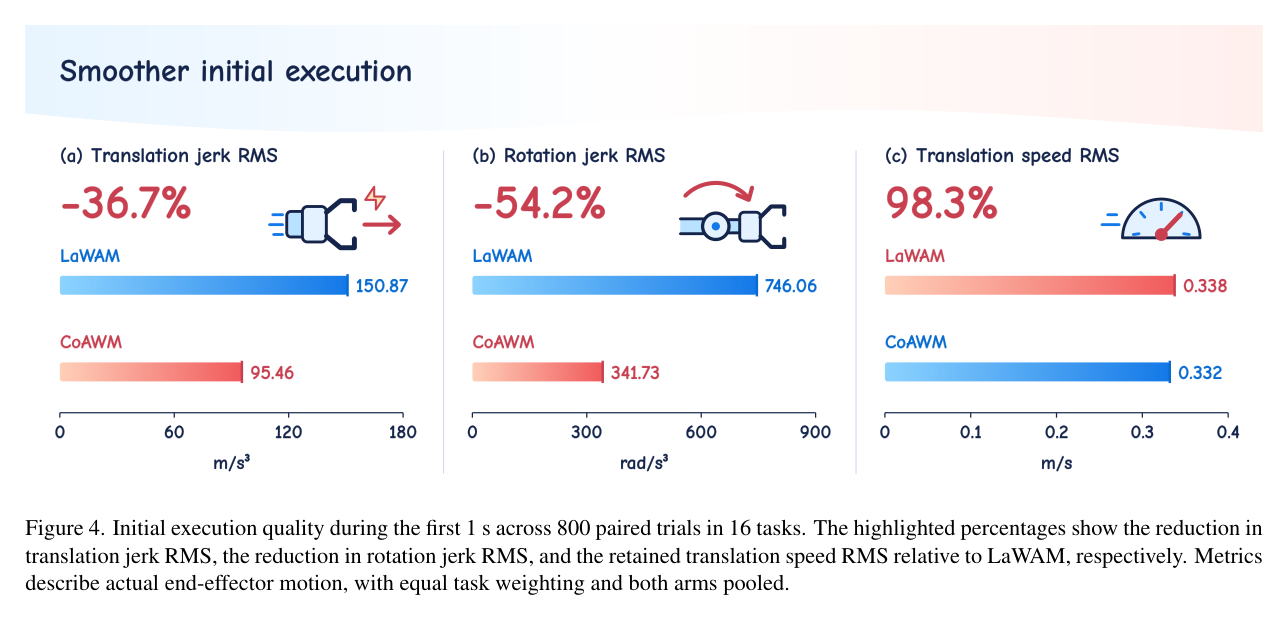 Smoother initial execution
(a) Translation jerk RMS
-36.7%
LaWAM
150.87
CoAWM
95.46
0 60 120 180
m/s³
(b) Rotation jerk RMS
-54.2%
LaWAM
746.06
CoAWM
341.73
0 300 600 900
rad/s³
(c) Translation speed RMS
98.3%
LaWAM
0.338
CoAWM
0.332
0 0.1 0.2 0.3 0.4
m/s
Figure 4. Initial execution quality during the first 1 s across 800 paired trials in 16 tasks. The highlighted percentages show the reduction in
translation jerk RMS, the reduction in rotation jerk RMS, and the retained translation speed RMS relative to LaWAM, respectively. Metrics
describe actual end-effector motion, with equal task weighting and both arms pooled.